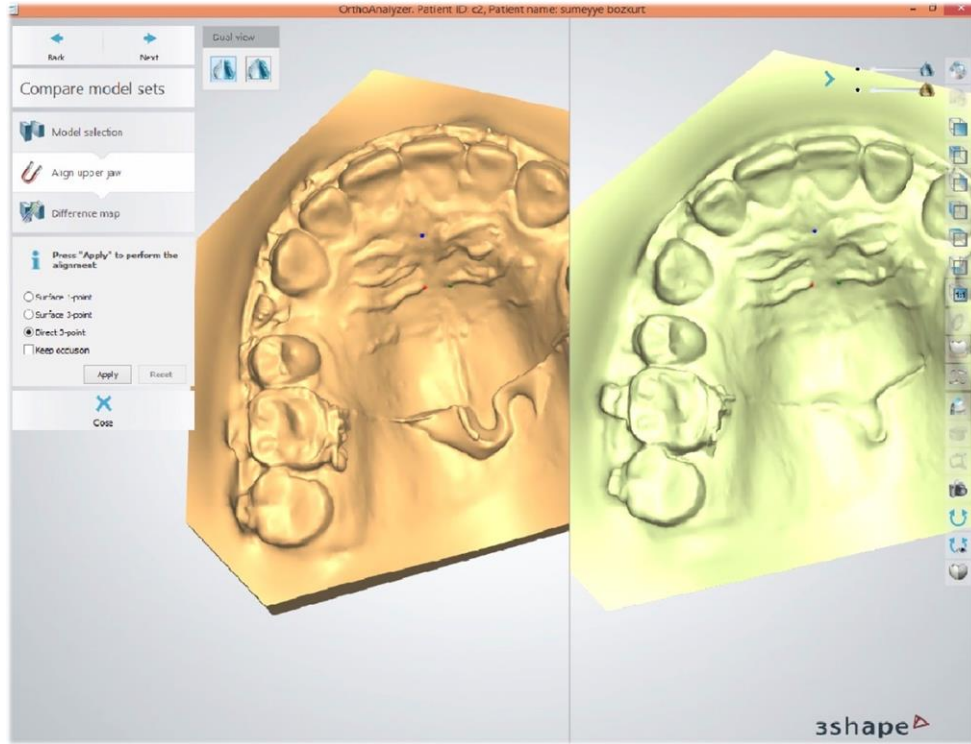 OrthoAnalyzer. Patient ID: c2, Patient name: sumeyye bozkurt
Back
Next
Dual view
Compare model sets
Model selection
Align upper jaw
Difference map
Press "Apply" to perform the
alignment
Surface 1-point
Surface 3-point
Direct 3-point
Keep occlusion
Apply
Reset
Close
3shape